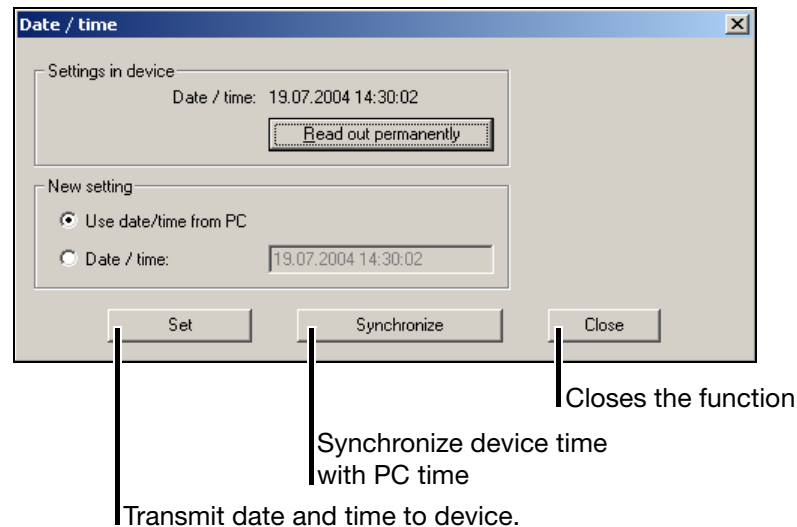 Date / time
Settings in device
Date / time: 19.07.2004 14:30:02
Read out permanently
New setting
Use date/time from PC
Date / time: 19.07.2004 14:30:02
Set Synchronize Close
Closes the function
Synchronize device time
with PC time
Transmit date and time to device.